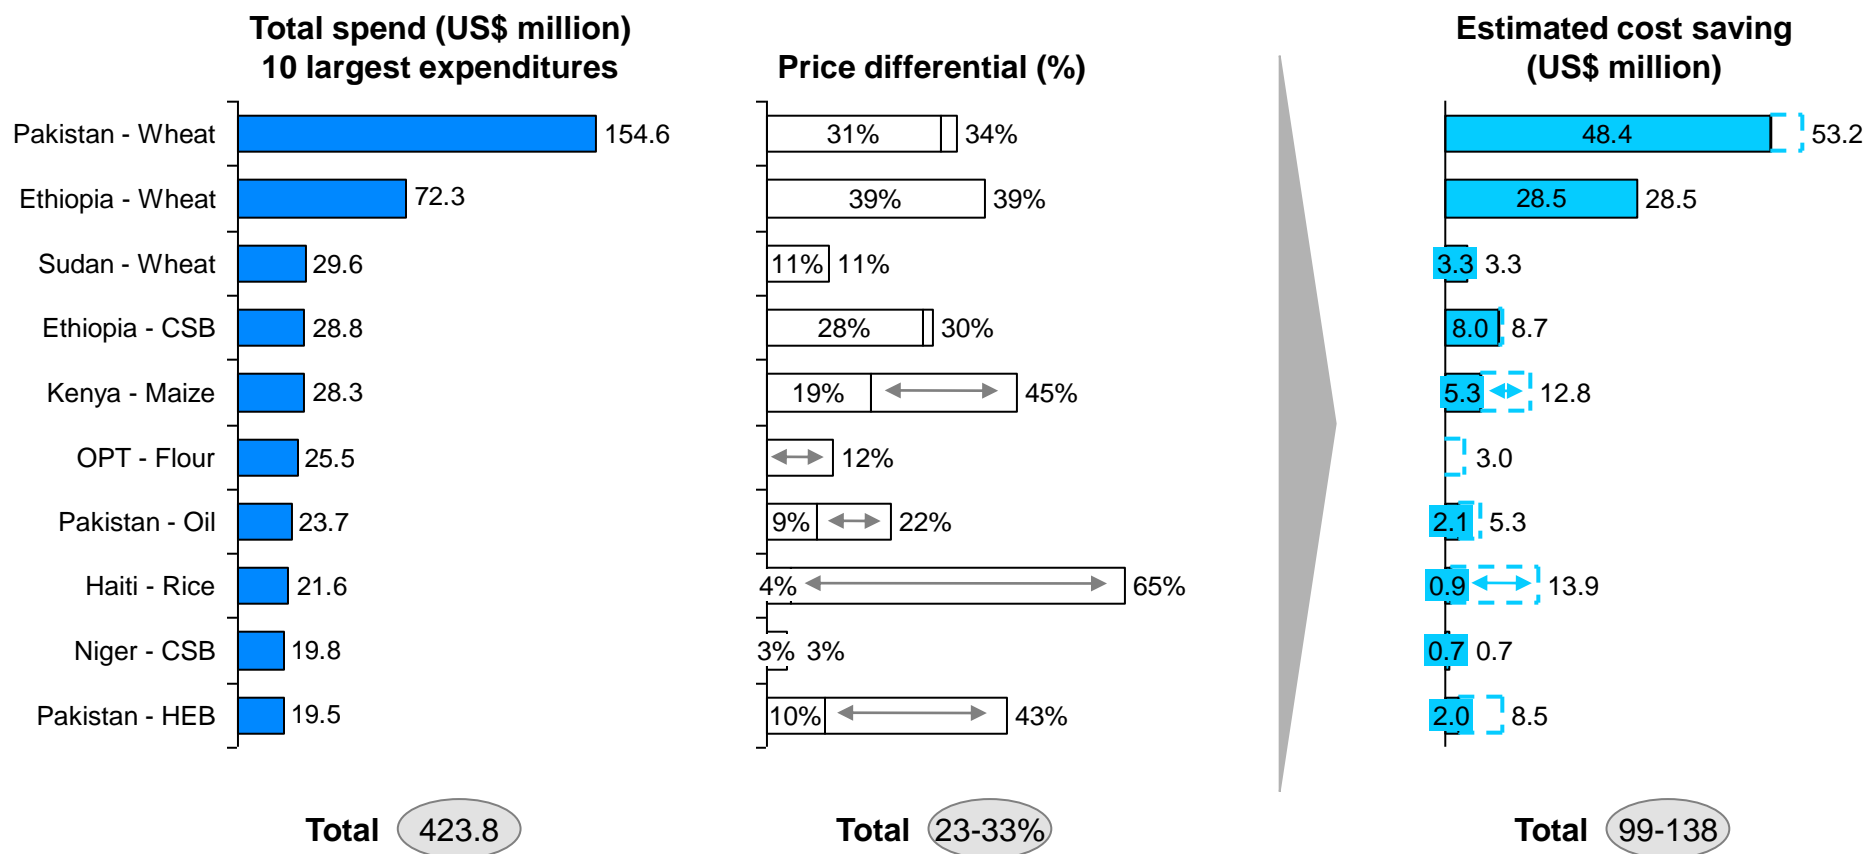 Total spend (US$ million)
10 largest expenditures
Price differential (%)
Estimated cost saving
(US$ million)
Pakistan - Wheat 154.6 31% 34% 48.4 53.2
Ethiopia - Wheat 72.3 39% 39% 28.5 28.5
Sudan - Wheat 29.6 11% 11% 3.3 3.3
Ethiopia - CSB 28.8 28% 30% 8.0 8.7
Kenya - Maize 28.3 19% 45% 5.3 12.8
OPT - Flour 25.5 12% 3.0
Pakistan - Oil 23.7 9% 22% 2.1 5.3
Haiti - Rice 21.6 4% 65% 0.9 13.9
Niger - CSB 19.8 3% 3% 0.7 0.7
Pakistan - HEB 19.5 10% 43% 2.0 8.5
Total 423.8 Total 23-33% Total 99-138